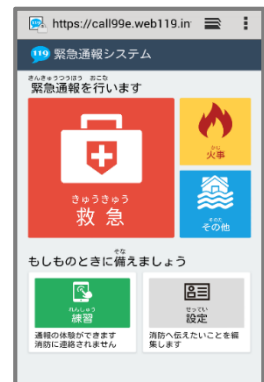 https://call99e.web119.in
119 緊急通報システム
きんきゅうつうほう おこな
緊急通報を行います
きゅうきゅう
救急
かじ
火事
そのた
その他
そな
もしものときに備えましょう
れんしゅう
練習
通報の体験ができます
消防に連絡されません
せってい
設定
消防へ伝えたいことを編
集します